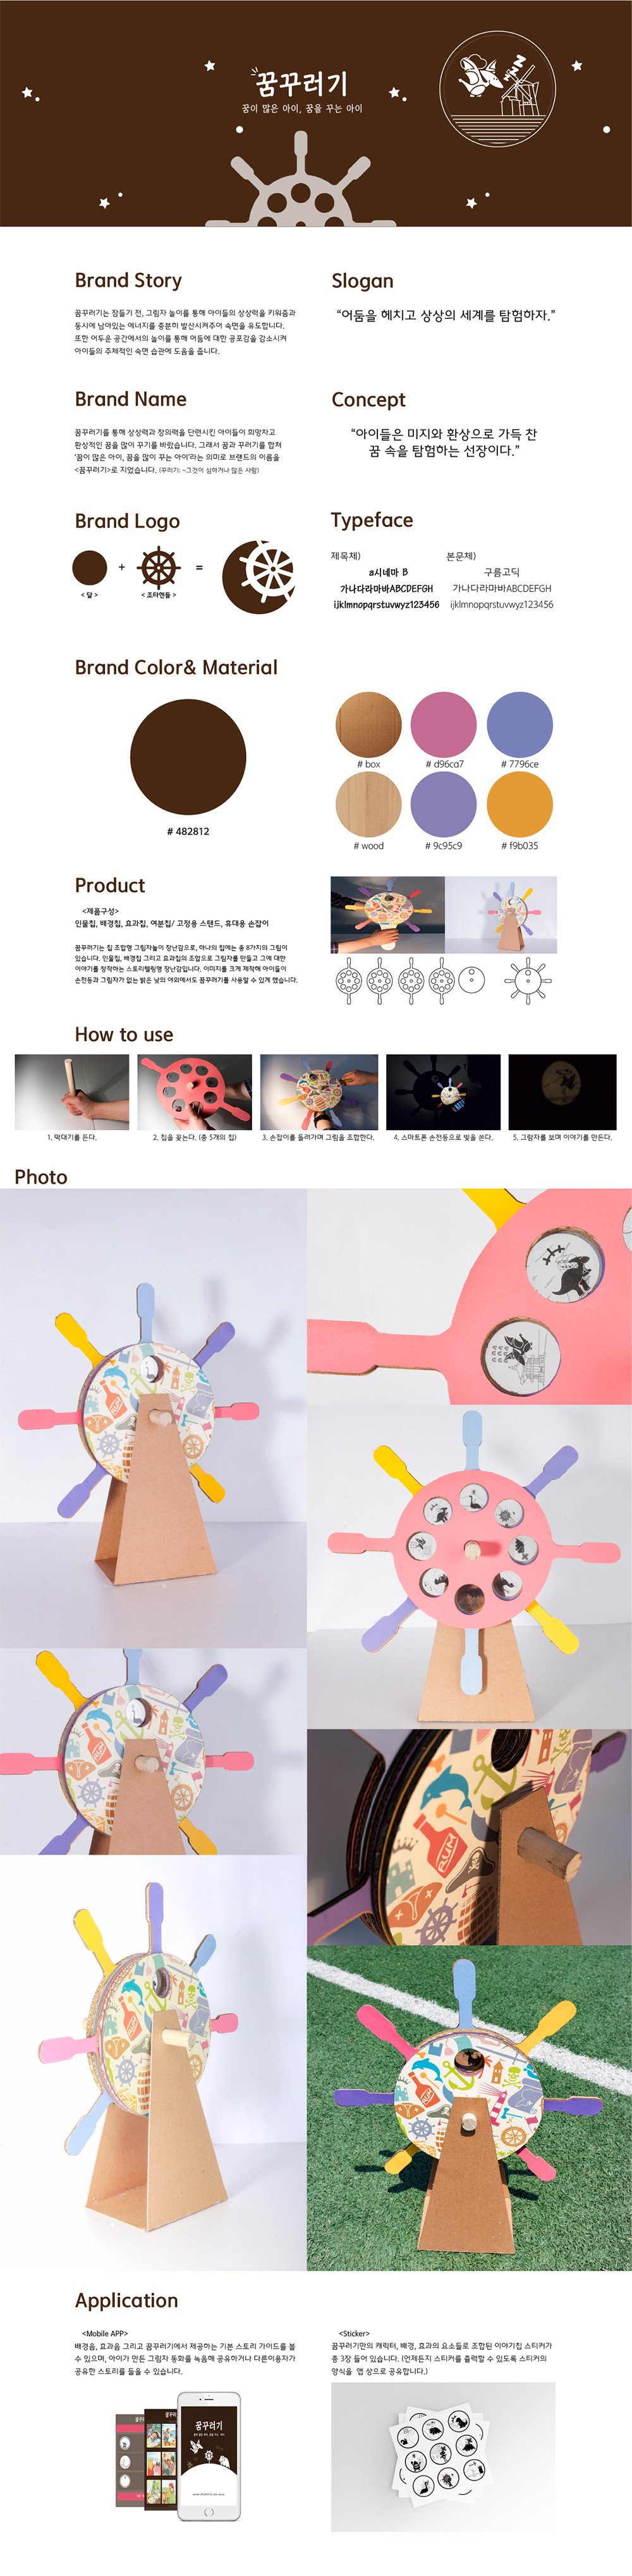 꿈꾸러기
꿈이 많은 아이, 꿈을 꾸는 아이
Brand Story
꿈꾸러기는 잠들기 전, 그림자 놀이를 통해 아이들의 상상력을 키워줌과
동시에 남아있는 에너지를 충분히 발산시켜주어 숙면을 유도합니다.
또한 어두운 공간에서의 놀이를 통해 어둠에 대한 공포감을 감소시켜
아이들의 주체적인 숙면 습관에 도움을 줍니다.
Slogan
“어둠을 헤치고 상상의 세계를 탐험하자.”
Brand Name
꿈꾸러기를 통해 상상력과 창의력을 단련시킨 아이들이 희망차고
환상적인 꿈을 많이 꾸기를 바랐습니다. 그래서 꿈과 꾸러기를 합쳐
‘꿈이 많은 아이, 꿈을 많이 꾸는 아이’라는 의미로 브랜드의 이름을
<꿈꾸러기>로 지었습니다. (꾸러기: ~그것이 심하거나 많은 사람)
Concept
“아이들은 미지와 환상으로 가득 찬
꿈 속을 탐험하는 선장이다.”
Brand Logo
+
=
< 달 >
< 조타핸들 >
Typeface
제목체)
a시네마 B
가나다라마바ABCDEFGH
ijklmnopqrstuvwyz123456
본문체)
구름고딕
가나다라마바ABCDEFGH
ijklmnopqrstuvwyz123456
Brand Color& Material
# 482812
# box
# d96ca7
# 7796ce
# wood
# 9c95c9
# f9b035
Product
<제품구성>
인물칩, 배경칩, 효과칩, 여분칩/ 고정용 스탠드, 휴대용 손잡이
꿈꾸러기는 칩 조합형 그림자놀이 장난감으로, 하나의 칩에는 총 8가지의 그림이
있습니다. 인물칩, 배경칩 그리고 효과칩의 조합으로 그림자를 만들고 그에 대한
이야기를 창작하는 스토리텔링형 장난감입니다. 이미지를 크게 제작해 아이들이
손전등과 그림자가 없는 밝은 낮의 야외에서도 꿈꾸러기를 사용할 수 있게 했습니다.
How to use
1. 막대기를 든다.
2. 칩을 꽂는다. (총 5개의 칩)
3. 손잡이를 돌려가며 그림을 조합한다.
4. 스마트폰 손전등으로 빛을 쏜다.
5. 그림자를 보며 이야기를 만든다.
Photo
RUM
RUM
RUM
RUM
RUM
Application
<Mobile APP>
배경음, 효과음 그리고 꿈꾸러기에서 제공하는 기본 스토리 가이드를 볼
수 있으며, 아이가 만든 그림자 동화를 녹음해 공유하거나 다른이용자가
공유한 스토리를 들을 수 있습니다.
꿈꾸러기
<Sticker>
꿈꾸러기만의 캐릭터, 배경, 효과의 요소들로 조합된 이야기칩 스티커가
총 3장 들어 있습니다. (언제든지 스티커를 출력할 수 있도록 스티커의
양식을 앱 상으로 공유합니다.)